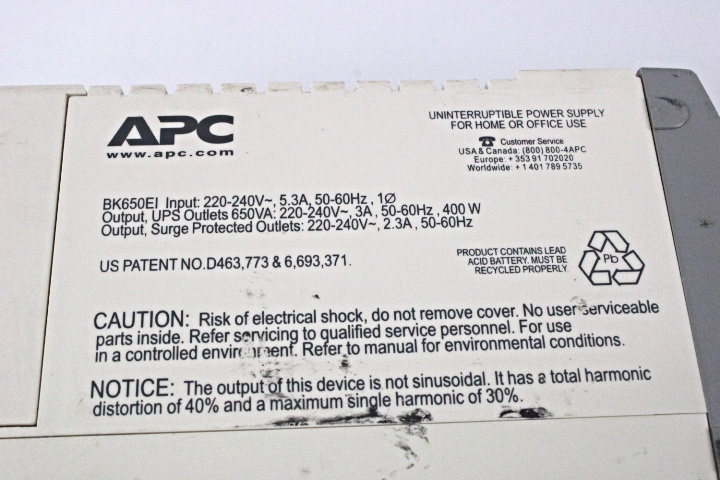 APC
www.apc.com
UNINTERRUPTIBLE POWER SUPPLY
FOR HOME OR OFFICE USE
Customer Service
USA & Canada: (800) 800-4APC
Europe: +353 91 702020
Worldwide: +1 401 789 5735
BK650EI Input: 220-240V~, 5.3A, 50-60Hz, 1Ø
Output, UPS Outlets 650VA: 220-240V~, 3A, 50-60Hz, 400 W
Output, Surge Protected Outlets: 220-240V~, 2.3A, 50-60Hz
US PATENT NO.D463,773 & 6,693,371.
PRODUCT CONTAINS LEAD
ACID BATTERY. MUST BE
RECYCLED PROPERLY.
Pb
CAUTION: Risk of electrical shock, do not remove cover. No user serviceable
parts inside. Refer servicing to qualified service personnel. For use
in a controlled environment. Refer to manual for environmental conditions.
NOTICE: The output of this device is not sinusoidal. It has a total harmonic
distortion of 40% and a maximum single harmonic of 30%.